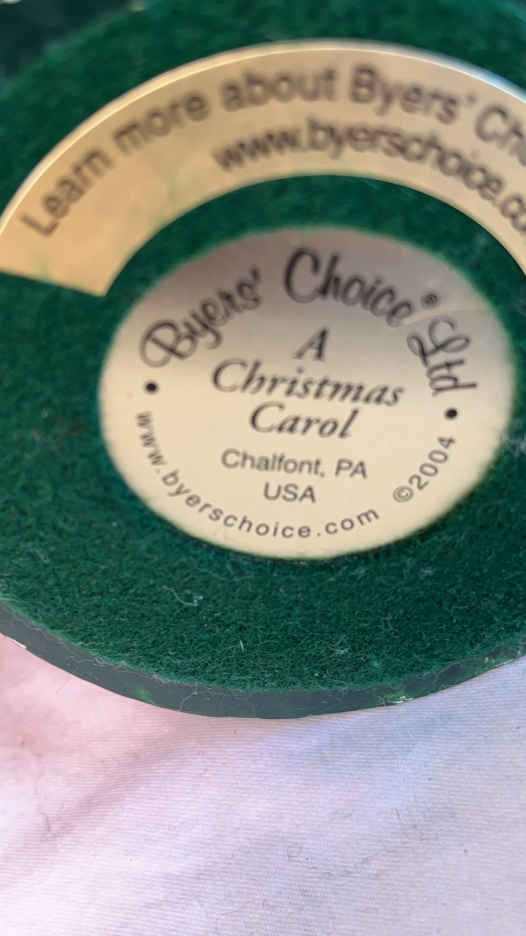 Learn more about Byers' Ch
www.byerschoice.co
Byers' Choice® Ltd
A
Christmas
Carol
Chalfont, PA
USA
www.byerschoice.com
©2004